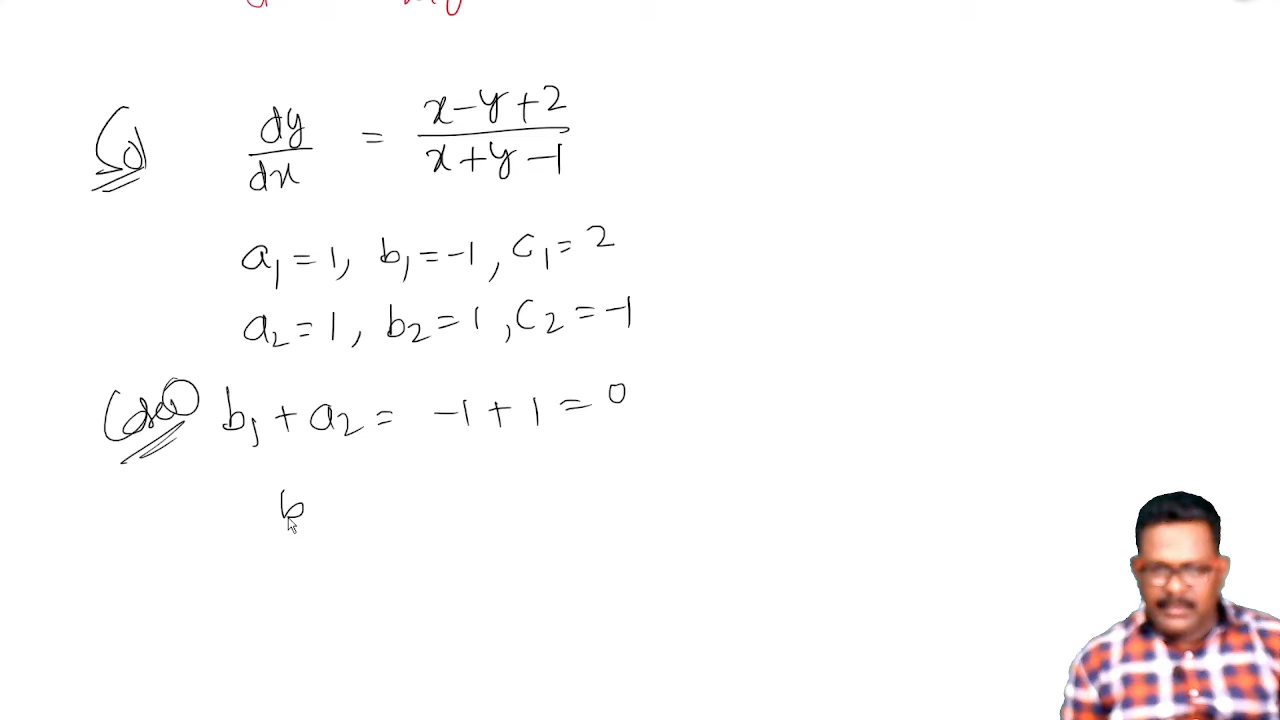 Sol dy/dx = x-y+2/x+y-1
a₁=1, b₁=-1, c₁=2
a₂=1, b₂=1, c₂=-1
b₁+a₂= -1+1=0
b